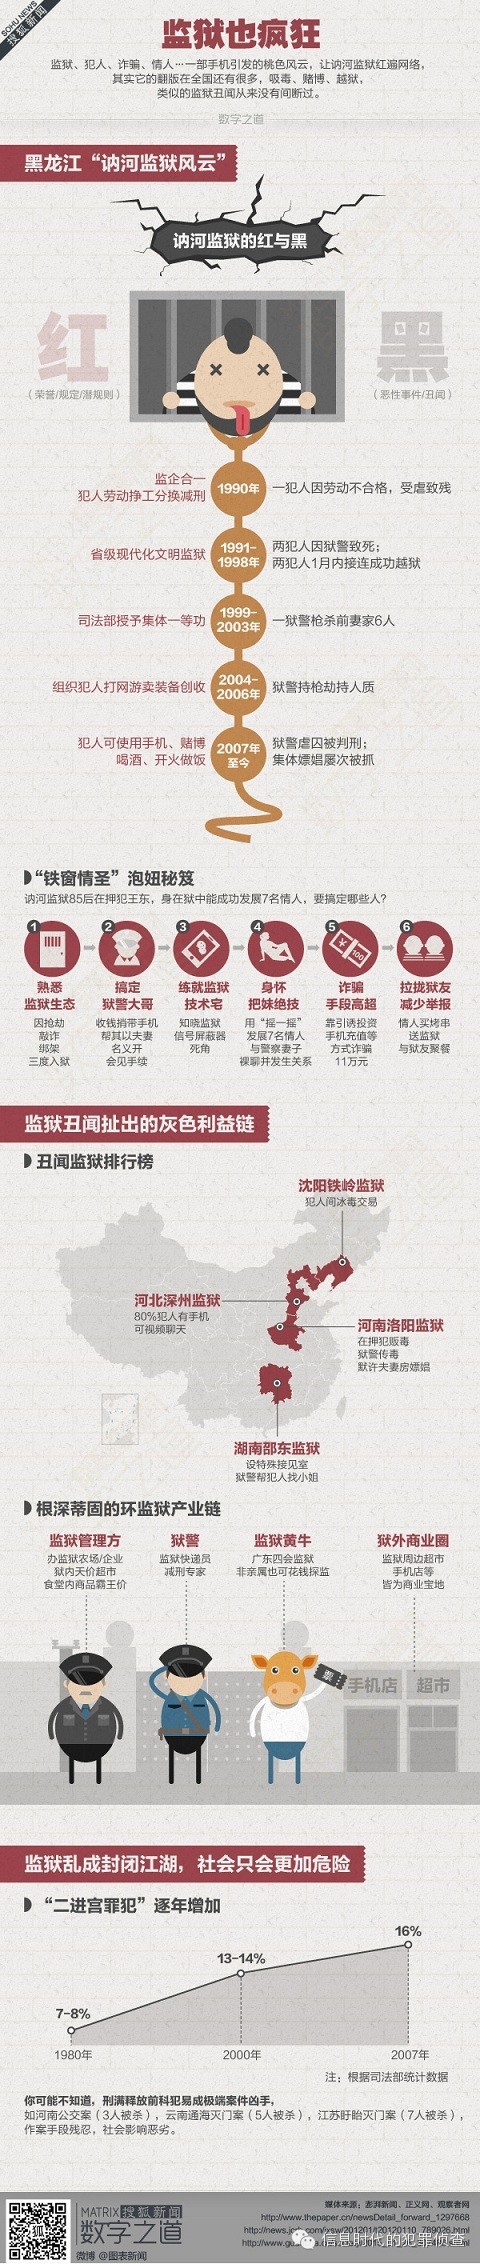 SOHU NEWS
搜狐新闻
监狱也疯狂
监狱、犯人、诈骗、情人…一部手机引发的桃色风云，让讷河监狱红遍网络，
其实它的翻版在全国还有很多，吸毒、赌博、越狱，
类似的监狱丑闻从来没有间断过。
数字之道
黑龙江“讷河监狱风云”
讷河监狱的红与黑
红
（荣誉/规定/潜规则）
黑
（恶性事件/丑闻）
监企合一
犯人劳动挣工分换减刑
1990年
一犯人因劳动不合格，受虐致残
省级现代化文明监狱
1991-
1998年
两犯人因狱警致死；
两犯人1月内接连成功越狱
司法部授予集体一等功
1999-
2003年
一狱警枪杀前妻家6人
组织犯人打网游卖装备创收
2004-
2006年
狱警持枪劫持人质
犯人可使用手机、赌博
喝酒、开火做饭
2007年
至今
狱警虐囚被判刑；
集体嫖娼屡次被抓
“铁窗情圣”泡妞秘笈
讷河监狱85后在押犯王东，身在狱中能成功发展7名情人，要搞定哪些人？
1
熟悉
监狱生态
因抢劫
敲诈
绑架
三度入狱
2
搞定
狱警大哥
收钱捎带手机
帮其以夫妻
名义开
会见手续
3
练就监狱
技术宅
知晓监狱
信号屏蔽器
死角
4
身怀
把妹绝技
用“摇一摇”
发展7名情人
与警察妻子
裸聊并发生关系
5
¥
100
诈骗
手段高超
靠引诱投资
手机充值等
方式诈骗
11万元
6
拉拢狱友
减少举报
情人买烤串
送监狱
与狱友聚餐
监狱丑闻扯出的灰色利益链
丑闻监狱排行榜
沈阳铁岭监狱
犯人间冰毒交易
河北深州监狱
80%犯人有手机
可视频聊天
河南洛阳监狱
在押犯贩毒
狱警传毒
默许夫妻房嫖娼
湖南邵东监狱
设特殊接见室
狱警帮犯人找小姐
根深蒂固的环监狱产业链
监狱管理方
办监狱农场/企业
狱内天价超市
食堂内商品霸王价
狱警
监狱快递员
减刑专家
监狱黄牛
广东四会监狱
非亲属也可花钱探监
狱外商业圈
监狱周边超市
手机店等
皆为商业宝地
票
手机店
超市
监狱乱成封闭江湖，社会只会更加危险
“二进宫罪犯”逐年增加
7-8%
13-14%
16%
1980年
2000年
2007年
注：根据司法部统计数据
你可能不知道，刑满释放前科犯易成极端案件凶手，
如河南公交案（3人被杀），云南通海灭门案（5人被杀），江苏盱眙灭门案（7人被杀），
作案手段残忍，社会影响恶劣。
MATRIX 搜狐新闻
数字之道
微博 @图表新闻
媒体来源：澎湃新闻、正义网、观察者网
http://www.thepaper.cn/newsDetail_forward_1297668
信息时代的犯罪侦查